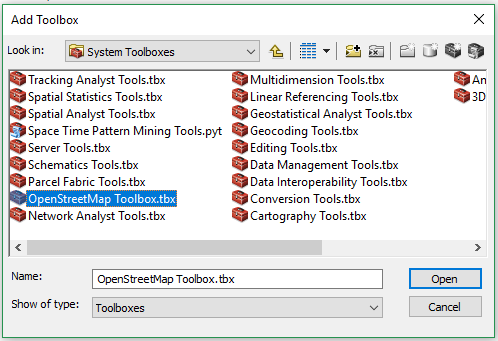 Add Toolbox
Look in: System Toolboxes
Tracking Analyst Tools.tbx
Spatial Statistics Tools.tbx
Spatial Analyst Tools.tbx
Space Time Pattern Mining Tools.pyt
Server Tools.tbx
Schematics Tools.tbx
Parcel Fabric Tools.tbx
OpenStreetMap Toolbox.tbx
Network Analyst Tools.tbx
Multidimension Tools.tbx
Linear Referencing Tools.tbx
Geostatistical Analyst Tools.tbx
Geocoding Tools.tbx
Editing Tools.tbx
Data Management Tools.tbx
Data Interoperability Tools.tbx
Conversion Tools.tbx
Cartography Tools.tbx
An
3D
Name: OpenStreetMap Toolbox.tbx Open
Show of type: Toolboxes Cancel